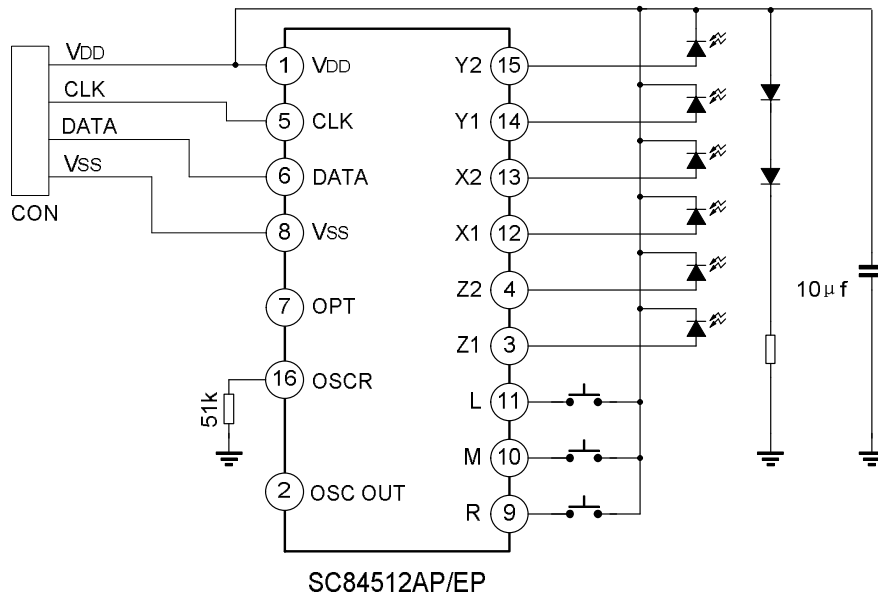 VDD
CLK
DATA
VSS
CON
1 VDD
5 CLK
6 DATA
8 VSS
7 OPT
16 OSCR
51k
2 OSC OUT
Y2 15
Y1 14
X2 13
X1 12
Z2 4
Z1 3
L 11
M 10
R 9
10μf
SC84512AP/EP